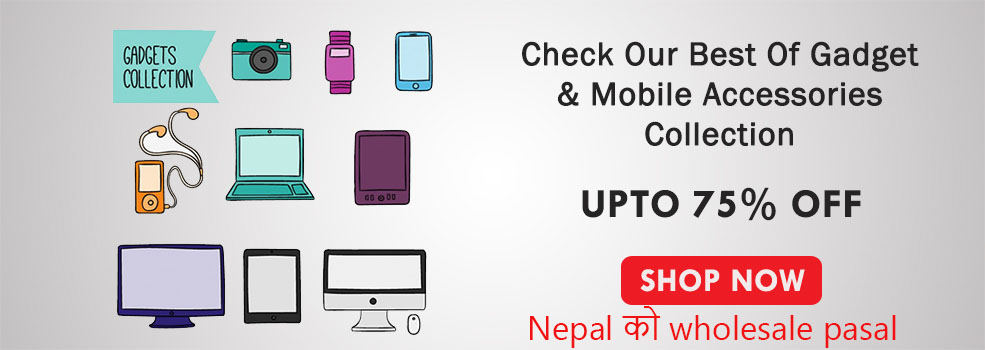 GADGETS
COLLECTION
Check Our Best Of Gadget
& Mobile Accessories
Collection
UPTO 75% OFF
SHOP NOW
Nepal को wholesale pasal